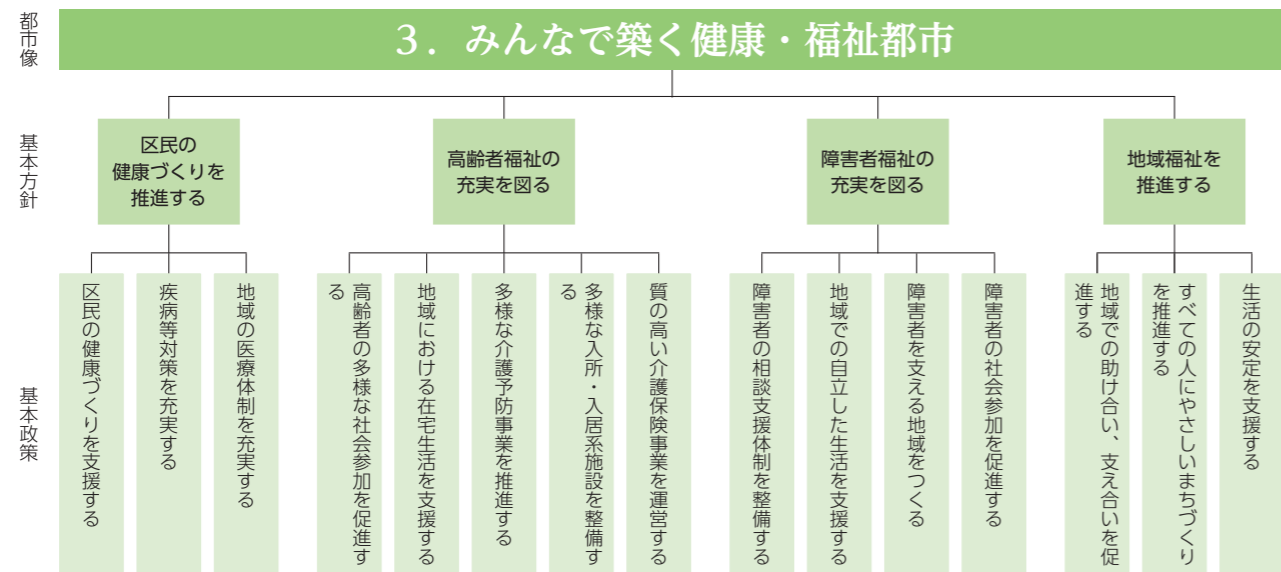 都市像
3．みんなで築く健康・福祉都市
基本方針
区民の
健康づくりを
推進する
高齢者福祉の
充実を図る
障害者福祉の
充実を図る
地域福祉を
推進する
基本政策
区民の健康づくりを支援する
疾病等対策を充実する
地域の医療体制を充実する
高齢者の多様な社会参加を促進す
る
地域における在宅生活を支援する
多様な介護予防事業を推進する
多様な入所・入居系施設を整備す
る
質の高い介護保険事業を運営する
障害者の相談支援体制を整備する
地域での自立した生活を支援する
障害者を支える地域をつくる
障害者の社会参加を促進する
地域での助け合い、支え合いを促
進する
すべての人にやさしいまちづくり
を推進する
生活の安定を支援する